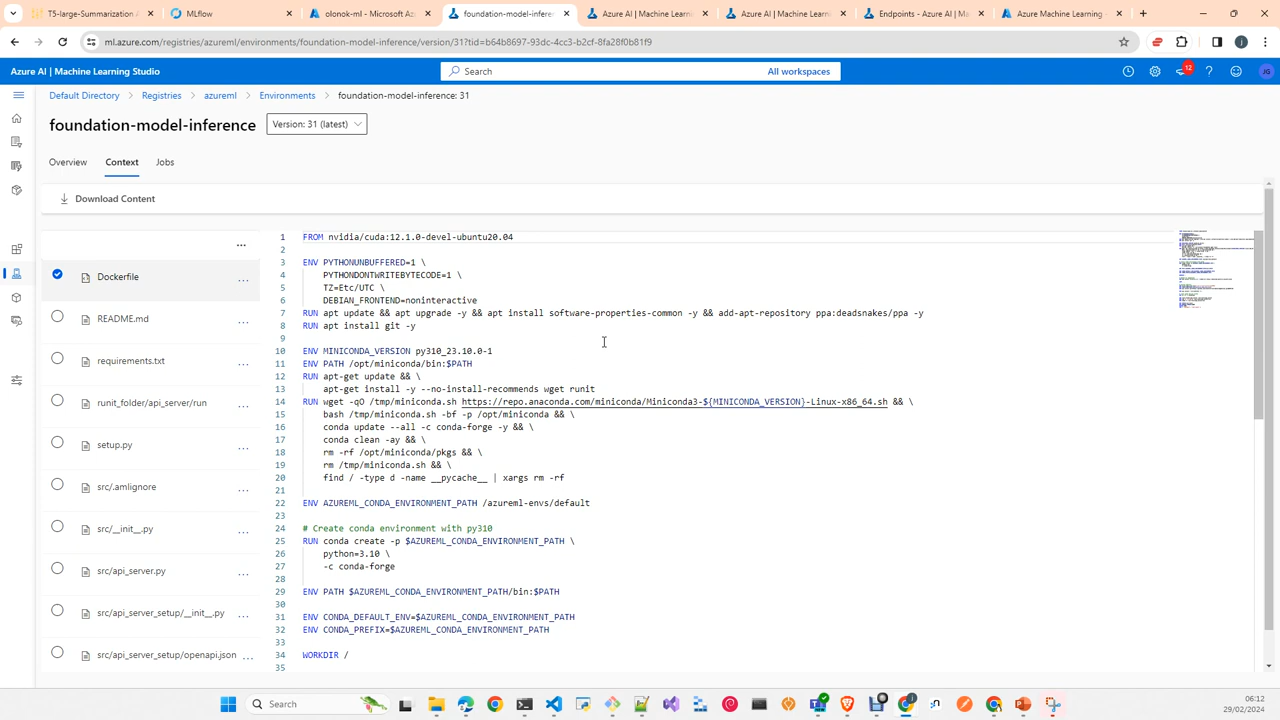 T5-large-Summarization A
MLflow
olonok-ml - Microsoft Az
foundation-model-infere
Azure AI | Machine Learni
Azure AI | Machine Learni
Endpoints - Azure AI | Ma
Azure Machine Learning
ml.azure.com/registries/azureml/environments/foundation-model-inference/version/31?tid=b64b8697-93dc-4cc3-b2cf-8fa28f0b81f9
Azure AI | Machine Learning Studio
Search
All workspaces
12
JG
Default Directory > Registries > azureml > Environments > foundation-model-inference: 31
foundation-model-inference
Version: 31 (latest)
Overview
Context
Jobs
Download Content
Dockerfile
README.md
requirements.txt
runit_folder/api_server/run
setup.py
src/.amlignore
src/__init__.py
src/api_server.py
src/api_server_setup/__init__.py
src/api_server_setup/openapi.json
1 FROM nvidia/cuda:12.1.0-devel-ubuntu20.04
2
3 ENV PYTHONUNBUFFERED=1 \
4 PYTHONDONTWRITEBYTECODE=1 \
5 TZ=Etc/UTC \
6 DEBIAN_FRONTEND=noninteractive
7 RUN apt update && apt upgrade -y && apt install software-properties-common -y && add-apt-repository ppa:deadsnakes/ppa -y
8 RUN apt install git -y
9
10 ENV MINICONDA_VERSION py310_23.10.0-1
11 ENV PATH /opt/miniconda/bin:$PATH
12 RUN apt-get update && \
13 apt-get install -y --no-install-recommends wget runit
14 RUN wget -qO /tmp/miniconda.sh https://repo.anaconda.com/miniconda/Miniconda3-${MINICONDA_VERSION}-Linux-x86_64.sh && \
15 bash /tmp/miniconda.sh -bf -p /opt/miniconda && \
16 conda update --all -c conda-forge -y && \
17 conda clean -ay && \
18 rm -rf /opt/miniconda/pkgs && \
19 rm /tmp/miniconda.sh && \
20 find / -type d -name __pycache__ | xargs rm -rf
21
22 ENV AZUREML_CONDA_ENVIRONMENT_PATH /azureml-envs/default
23
24 # Create conda environment with py310
25 RUN conda create -p $AZUREML_CONDA_ENVIRONMENT_PATH \
26 python=3.10 \
27 -c conda-forge
28
29 ENV PATH $AZUREML_CONDA_ENVIRONMENT_PATH/bin:$PATH
30
31 ENV CONDA_DEFAULT_ENV=$AZUREML_CONDA_ENVIRONMENT_PATH
32 ENV CONDA_PREFIX=$AZUREML_CONDA_ENVIRONMENT_PATH
33
34 WORKDIR /
35
Search
06:12
29/02/2024